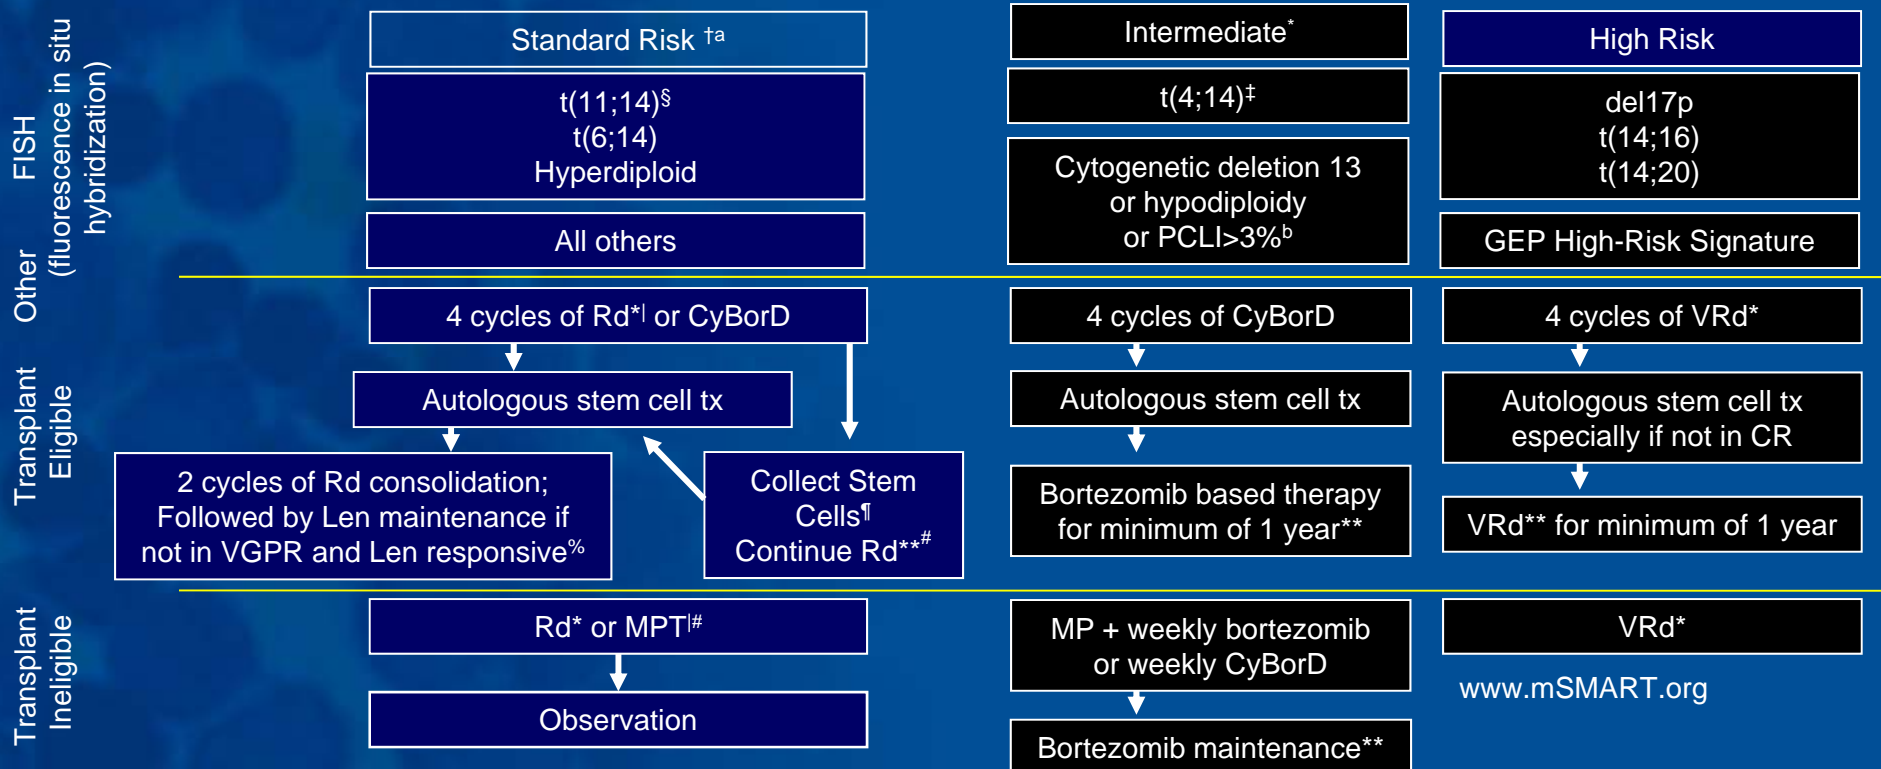 FISH
(fluorescence in situ
hybridization)
Other
Standard Risk †a
t(11;14)§
t(6;14)
Hyperdiploid
All others
Intermediate*
t(4;14)‡
Cytogenetic deletion 13
or hypodiploidy
or PCLI>3%b
High Risk
del17p
t(14;16)
t(14;20)
GEP High-Risk Signature
Transplant
Eligible
4 cycles of Rd*| or CyBorD
Autologous stem cell tx
2 cycles of Rd consolidation;
Followed by Len maintenance if
not in VGPR and Len responsive%
Collect Stem
Cells¶
Continue Rd**#
4 cycles of CyBorD
Autologous stem cell tx
Bortezomib based therapy
for minimum of 1 year**
4 cycles of VRd*
Autologous stem cell tx
especially if not in CR
VRd** for minimum of 1 year
Transplant
Ineligible
Rd* or MPT|#
Observation
MP + weekly bortezomib
or weekly CyBorD
Bortezomib maintenance**
VRd*
www.mSMART.org